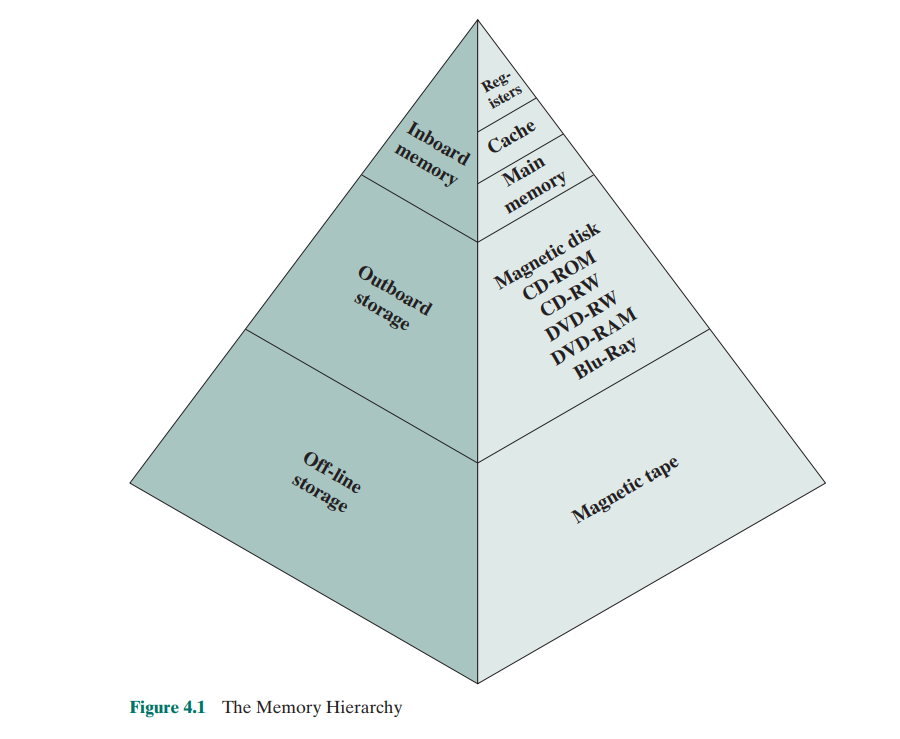 Reg-
isters
Cache
Main
memory
Inboard
memory
Magnetic disk
CD-ROM
CD-RW
DVD-RW
DVD-RAM
Blu-Ray
Outboard
storage
Magnetic tape
Off-line
storage
Figure 4.1 The Memory Hierarchy